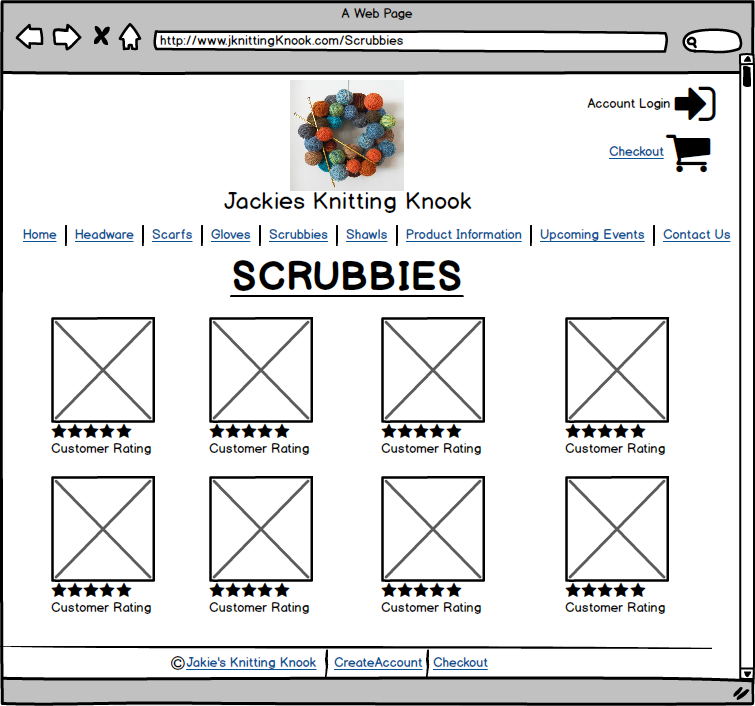 A Web Page
http://www.jknittingKnook.com/Scrubbies
Account Login
Checkout
Jackies Knitting Knook
Home Headware Scarfs Gloves Scrubbies Shawls Product Information Upcoming Events Contact Us
SCRUBBIES
Customer Rating Customer Rating Customer Rating Customer Rating
Customer Rating Customer Rating Customer Rating Customer Rating
©Jakie's Knitting Knook CreateAccount Checkout